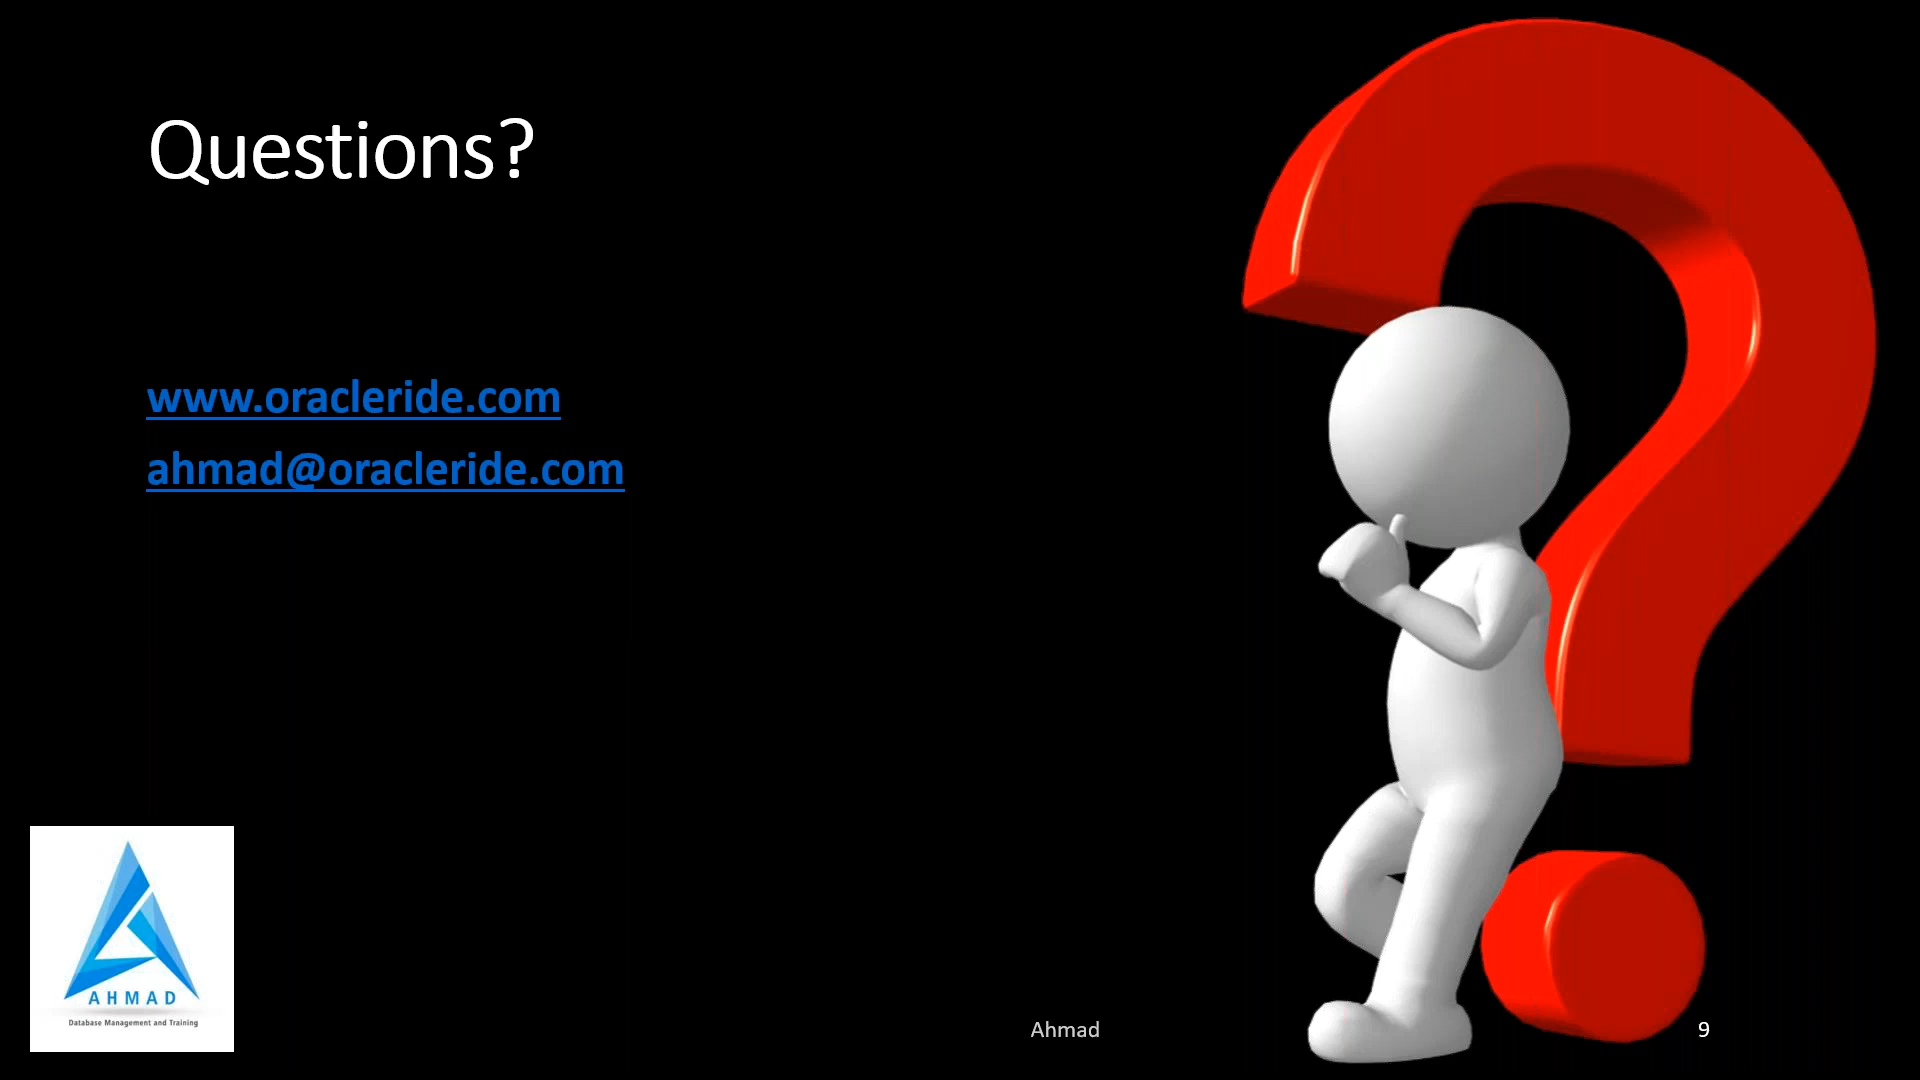 Questions?
www.oracleride.com
ahmad@oracleride.com
AHMAD
Database Management and Training
Ahmad
9